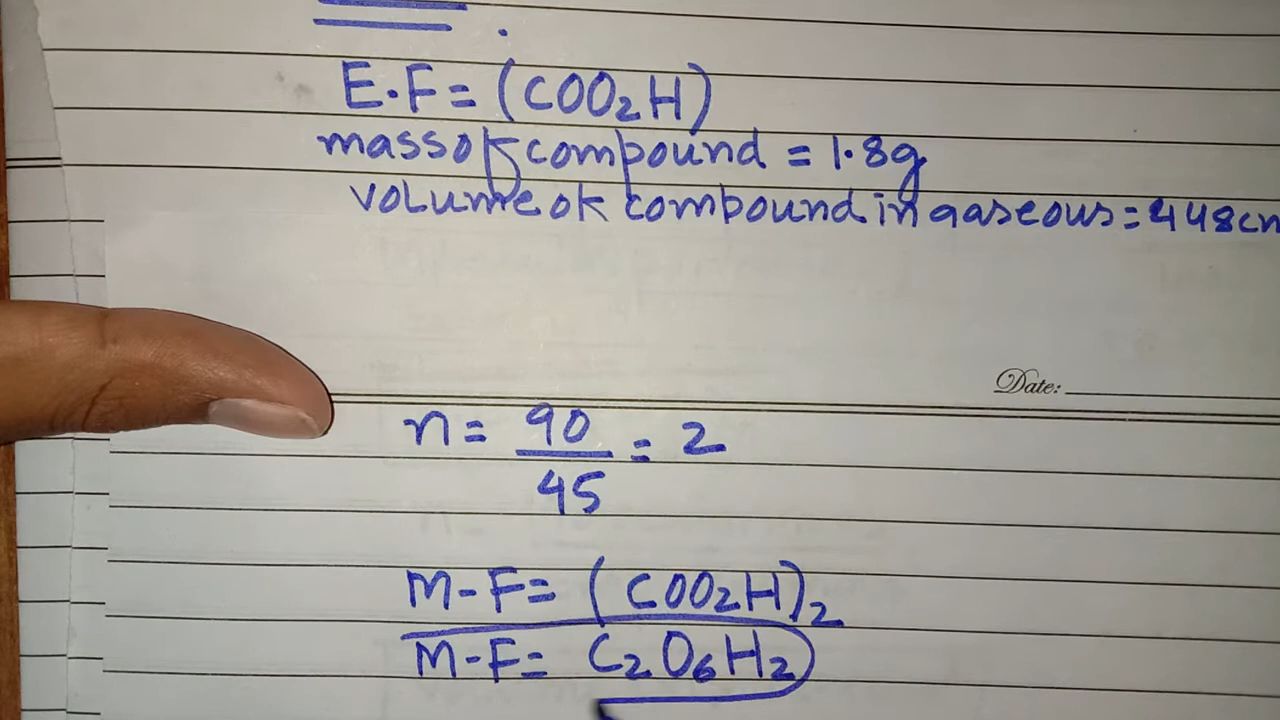 E.F = (COO₂H)
mass of compound = 1.8g
volume of compound in gaseous = 448cm
Date:
n = 90/45 = 2
M-F = (COO₂H)₂
M-F = C₂O₆H₂